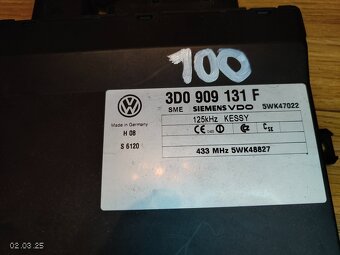 100
3D0 909 131 F
SME SIEMENS VDO 5WK47022
Made in Germany
125kHz KESSY
H 08
S 6120
433 MHz 5WK48827
02.03.25